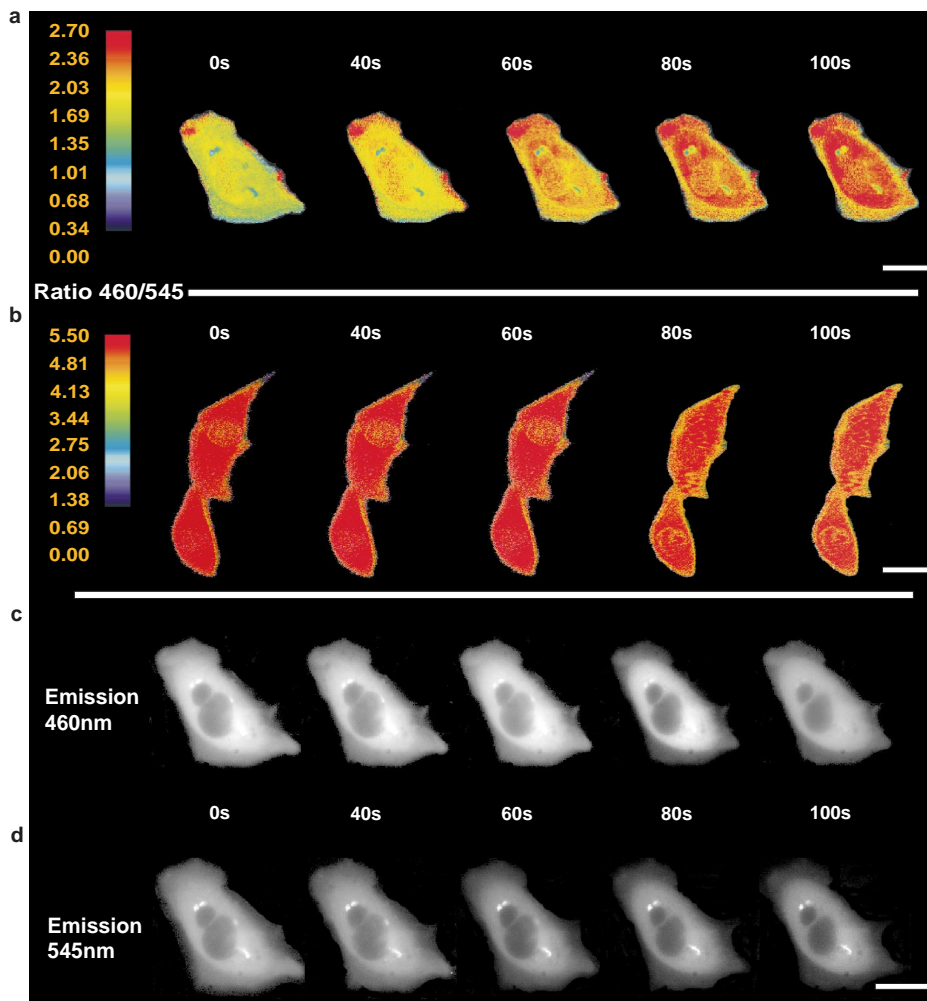 a
2.70
2.36
2.03
1.69
1.35
1.01
0.68
0.34
0.00
0s 40s 60s 80s 100s
Ratio 460/545
b
5.50
4.81
4.13
3.44
2.75
2.06
1.38
0.69
0.00
0s 40s 60s 80s 100s
c
Emission
460nm
0s 40s 60s 80s 100s
d
Emission
545nm